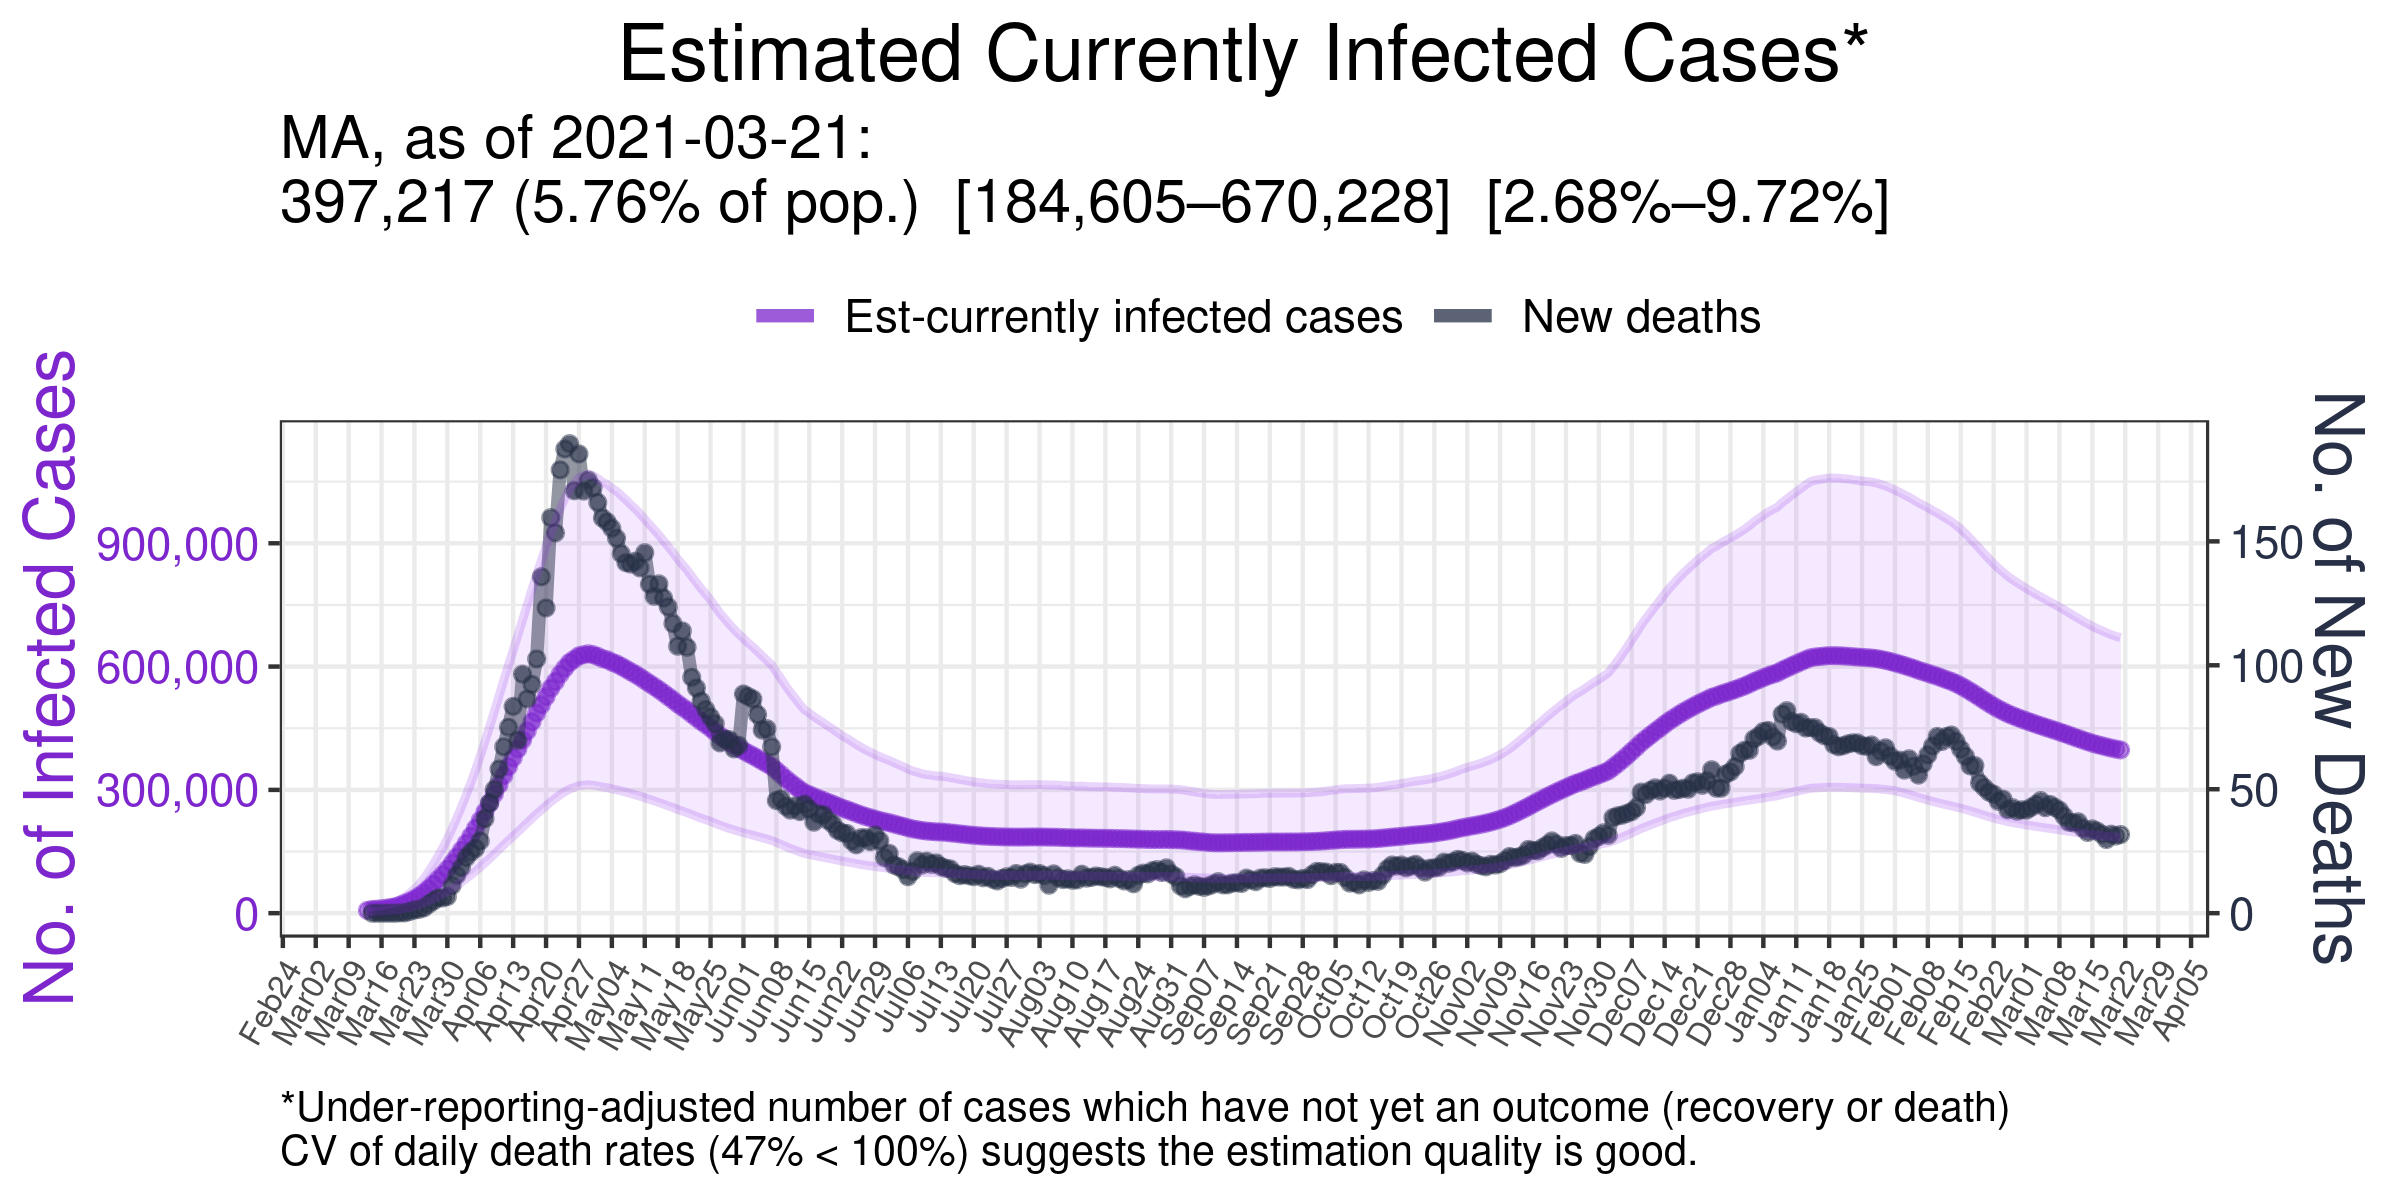 Estimated Currently Infected Cases*
MA, as of 2021-03-21:
397,217 (5.76% of pop.) [184,605–670,228] [2.68%–9.72%]
Est-currently infected cases
New deaths
No. of Infected Cases
900,000
600,000
300,000
0
150
100
50
0
No. of New Deaths
Feb24
Mar02
Mar09
Mar16
Mar23
Mar30
Apr06
Apr13
Apr20
Apr27
May04
May11
May18
May25
Jun01
Jun08
Jun15
Jun22
Jun29
Jul06
Jul13
Jul20
Jul27
Aug03
Aug10
Aug17
Aug24
Aug31
Sep07
Sep14
Sep21
Sep28
Oct05
Oct12
Oct19
Oct26
Nov02
Nov09
Nov16
Nov23
Nov30
Dec07
Dec14
Dec21
Dec28
Jan04
Jan11
Jan18
Jan25
Feb01
Feb08
Feb15
Feb22
Mar01
Mar08
Mar15
Mar22
Mar29
Apr05
*Under-reporting-adjusted number of cases which have not yet an outcome (recovery or death)
CV of daily death rates (47% < 100%) suggests the estimation quality is good.